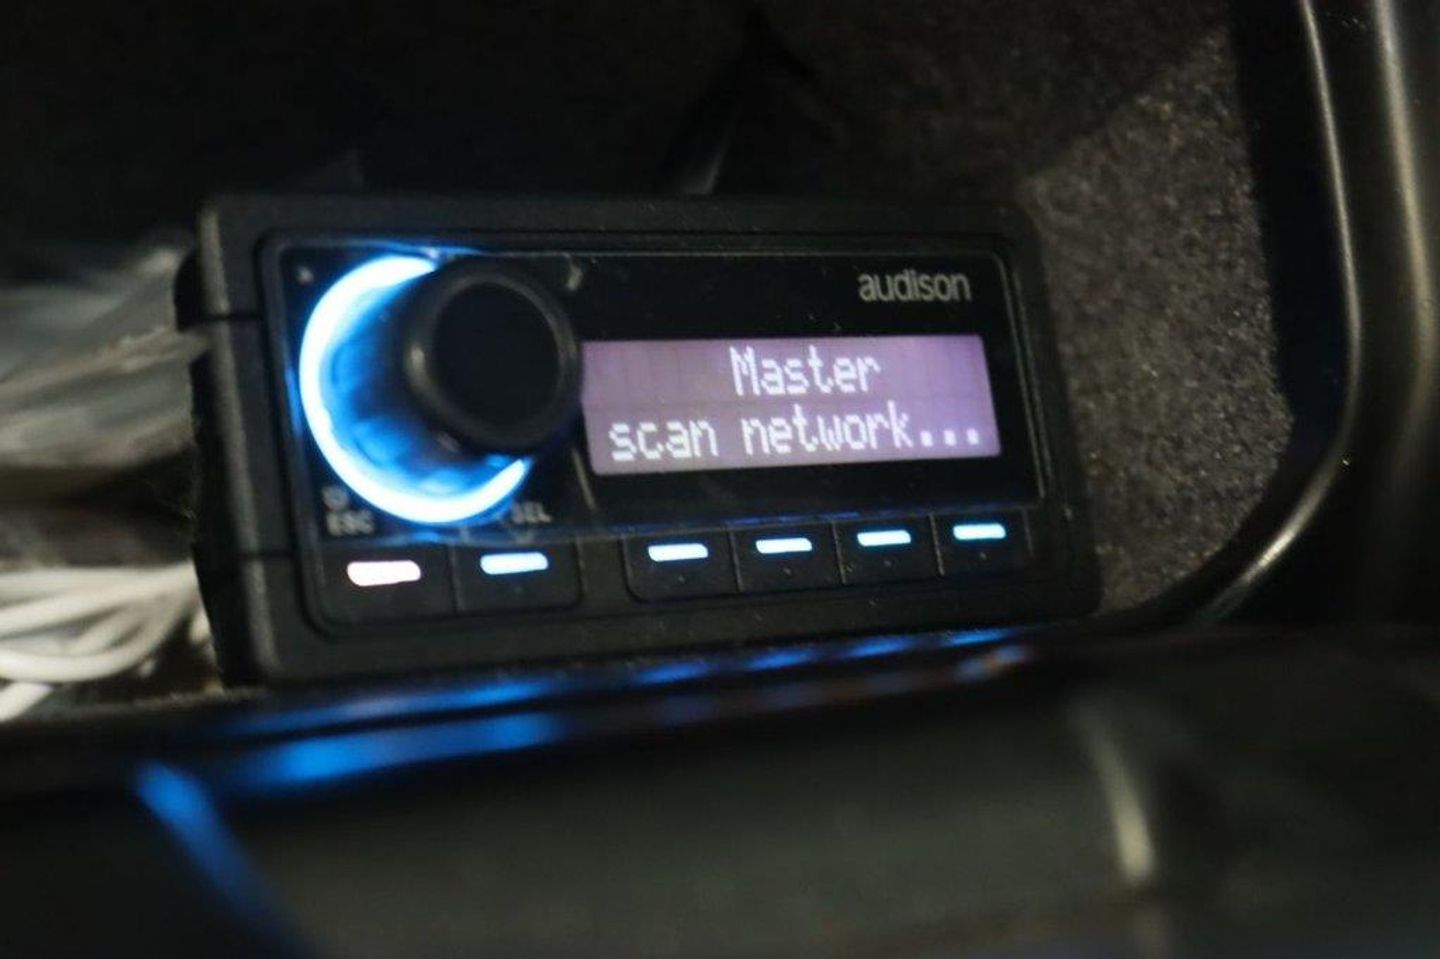 audison
Master
scan network...
ESC
SEL